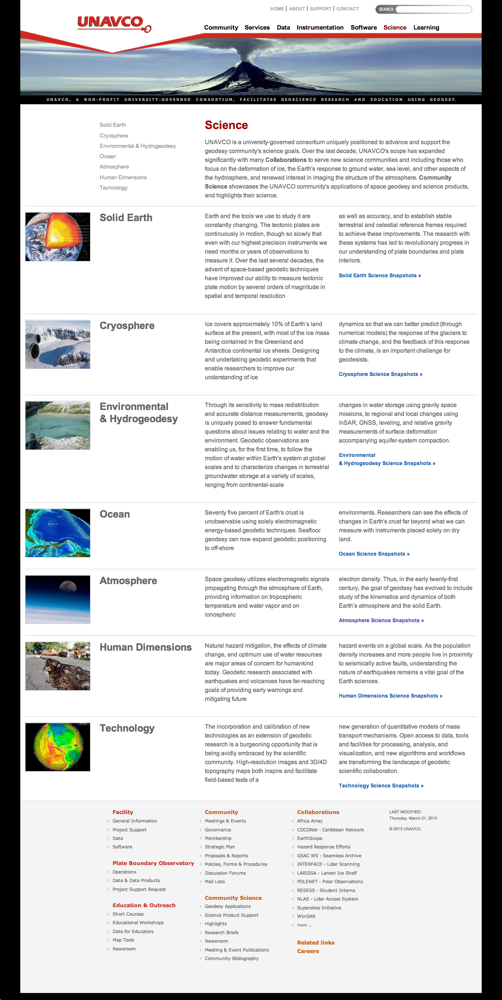 HOME ABOUT SUPPORT CONTACT
SEARCH
UNAVCO
Community Services Data Instrumentation Software Science Learning
UNAVCO, A NON-PROFIT UNIVERSITY-GOVERNED CONSORTIUM, FACILITATES GEOSCIENCE RESEARCH AND EDUCATION USING GEODESY.
Solid Earth
Cryosphere
Environmental & Hydrogeodesy
Ocean
Atmosphere
Human Dimensions
Technology
Science
UNAVCO is a university-governed consortium uniquely positioned to advance and support the
geodesy community's science goals. Over the last decade, UNAVCO's scope has expanded
significantly with many Collaborations to serve new science communities and including those who
focus on the deformation of ice, the Earth's response to ground water, sea level, and other aspects of
the hydrosphere, and renewed interest in imaging the structure of the atmosphere. Community
Science showcases the UNAVCO community's applications of space geodesy and science products,
and highlights their science.
Solid Earth
Earth and the tools we use to study it are
constantly changing. The tectonic plates are
continuously in motion, though so slowly that
even with our highest precision instruments we
need months or years of observations to
measure it. Over the last several decades, the
advent of space-based geodetic techniques
have improved our ability to measure tectonic
plate motion by several orders of magnitude in
spatial and temporal resolution
as well as accuracy, and to establish stable
terrestrial and celestial reference frames required
to achieve these improvements. The research with
these systems has led to revolutionary progress in
our understanding of plate boundaries and plate
interiors.
Solid Earth Science Snapshots »
Cryosphere
Ice covers approximately 10% of Earth's land
surface at the present, with most of the ice mass
being contained in the Greenland and
Antarctica continental ice sheets. Designing
and undertaking geodetic experiments that
enable researchers to improve our
understanding of ice
dynamics so that we can better predict (through
numerical models) the response of the glaciers to
climate change, and the feedback of this response
to the climate, is an important challenge for
geodesists.
Cryosphere Science Snapshots »
Environmental
& Hydrogeodesy
Through its sensitivity to mass redistribution
and accurate distance measurements, geodesy
is uniquely posed to answer fundamental
questions about issues relating to water and the
environment. Geodetic observations are
enabling us, for the first time, to follow the
motion of water within Earth's system at global
scales and to characterize changes in terrestrial
groundwater storage at a variety of scales,
ranging from continental-scale
changes in water storage using gravity space
missions, to regional and local changes using
InSAR, GNSS, leveling, and relative gravity
measurements of surface deformation
accompanying aquifer-system compaction.
Environmental
& Hydrogeodesy Science Snapshots »
Ocean
Seventy five percent of Earth's crust is
unobservable using solely electromagnetic
energy-based geodetic techniques. Seafloor
geodesy can now expand geodetic positioning
to off-shore
environments. Researchers can see the effects of
changes in Earth's crust far beyond what we can
measure with instruments placed solely on dry
land.
Ocean Science Snapshots »
Atmosphere
Space geodesy utilizes electromagnetic signals
propagating through the atmosphere of Earth,
providing information on tropospheric
temperature and water vapor and on
ionospheric
electron density. Thus, in the early twenty-first
century, the goal of geodesy has evolved to include
study of the kinematics and dynamics of both
Earth's atmosphere and the solid Earth.
Atmosphere Science Snapshots »
Human Dimensions
Natural hazard mitigation, the effects of climate
change, and optimum use of water resources
are major areas of concern for humankind
today. Geodetic research associated with
earthquakes and volcanoes have far-reaching
goals of providing early warnings and
mitigating future
hazard events on a global scale. As the population
density increases and more people live in proximity
to seismically active faults, understanding the
nature of earthquakes remains a vital goal of the
Earth sciences.
Human Dimensions Science Snapshots »
Technology
The incorporation and calibration of new
technologies as an extension of geodetic
research is a burgeoning opportunity that is
being avidly embraced by the scientific
community. High-resolution images and 3D/4D
topography maps both inspire and facilitate
field-based tests of a
new generation of quantitative models of mass
transport mechanisms. Open access to data, tools
and facilities for processing, analysis, and
visualization, and new algorithms and workflows
are transforming the landscape of geodetic
scientific collaboration.
Technology Science Snapshots »
Facility
General Information
Project Support
Data
Software
Plate Boundary Observatory
Operations
Data & Data Products
Project Support Request
Education & Outreach
Short Courses
Educational Workshops
Data for Educators
Map Tools
Newsroom
Community
Meetings & Events
Governance
Membership
Strategic Plan
Proposals & Reports
Policies, Forms & Procedures
Discussion Forums
Mail Lists
Community Science
Geodesy Applications
Science Product Support
Highlights
Research Briefs
Newsroom
Meeting & Event Publications
Community Bibliography
Collaborations
Africa Array
COCONet - Caribbean Network
EarthScope
Hazard Response Efforts
GSAC WS - Seamless Archive
INTERFACE - Lidar Scanning
LARISSA - Larsen Ice Shelf
POLENET - Polar Observations
RESESS - Student Interns
NLAS - Lidar Access System
Supersites Initiative
WInSAR
more ...
Related links
Careers
LAST MODIFIED:
Thursday, March 21, 2013
© 2013 UNAVCO